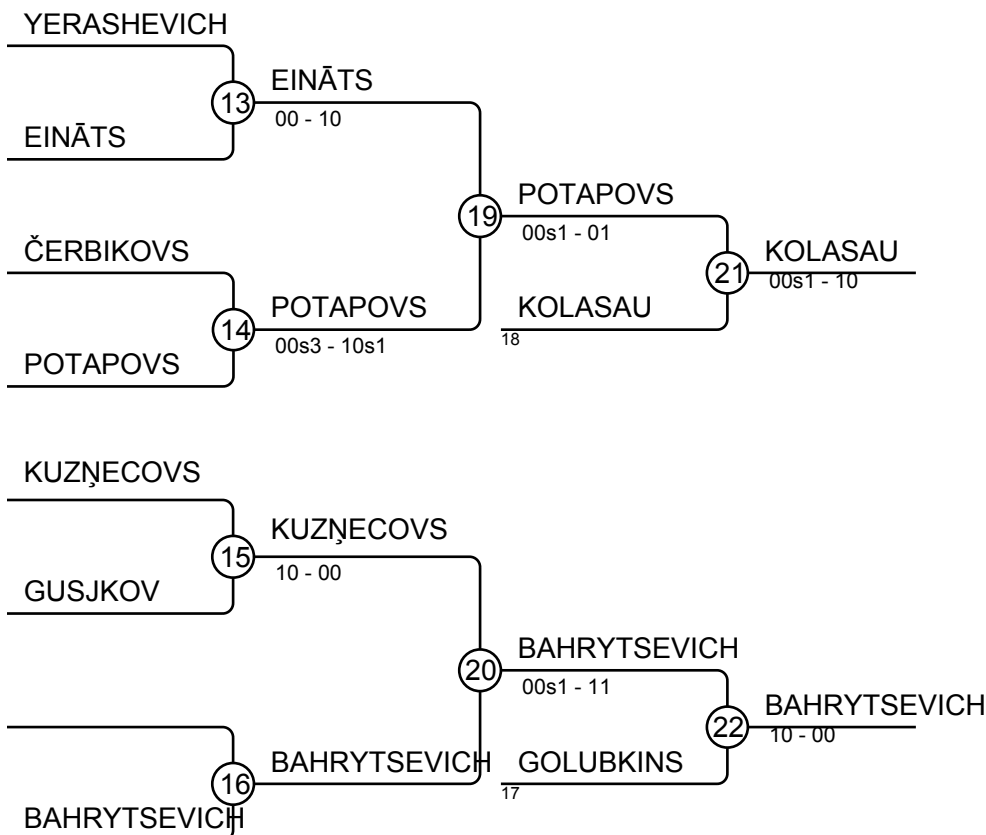 YERASHEVICH
13
EINĀTS
00 - 10
EINĀTS
19
POTAPOVS
00s1 - 01
ČERBIKOVS
21
KOLASAU
00s1 - 10
14
POTAPOVS
00s3 - 10s1
KOLASAU
18
POTAPOVS
KUZŅECOVS
15
KUZŅECOVS
10 - 00
GUSJKOV
20
BAHRYTSEVICH
00s1 - 11
22
BAHRYTSEVICH
10 - 00
16
BAHRYTSEVICH
GOLUBKINS
17
BAHRYTSEVICH